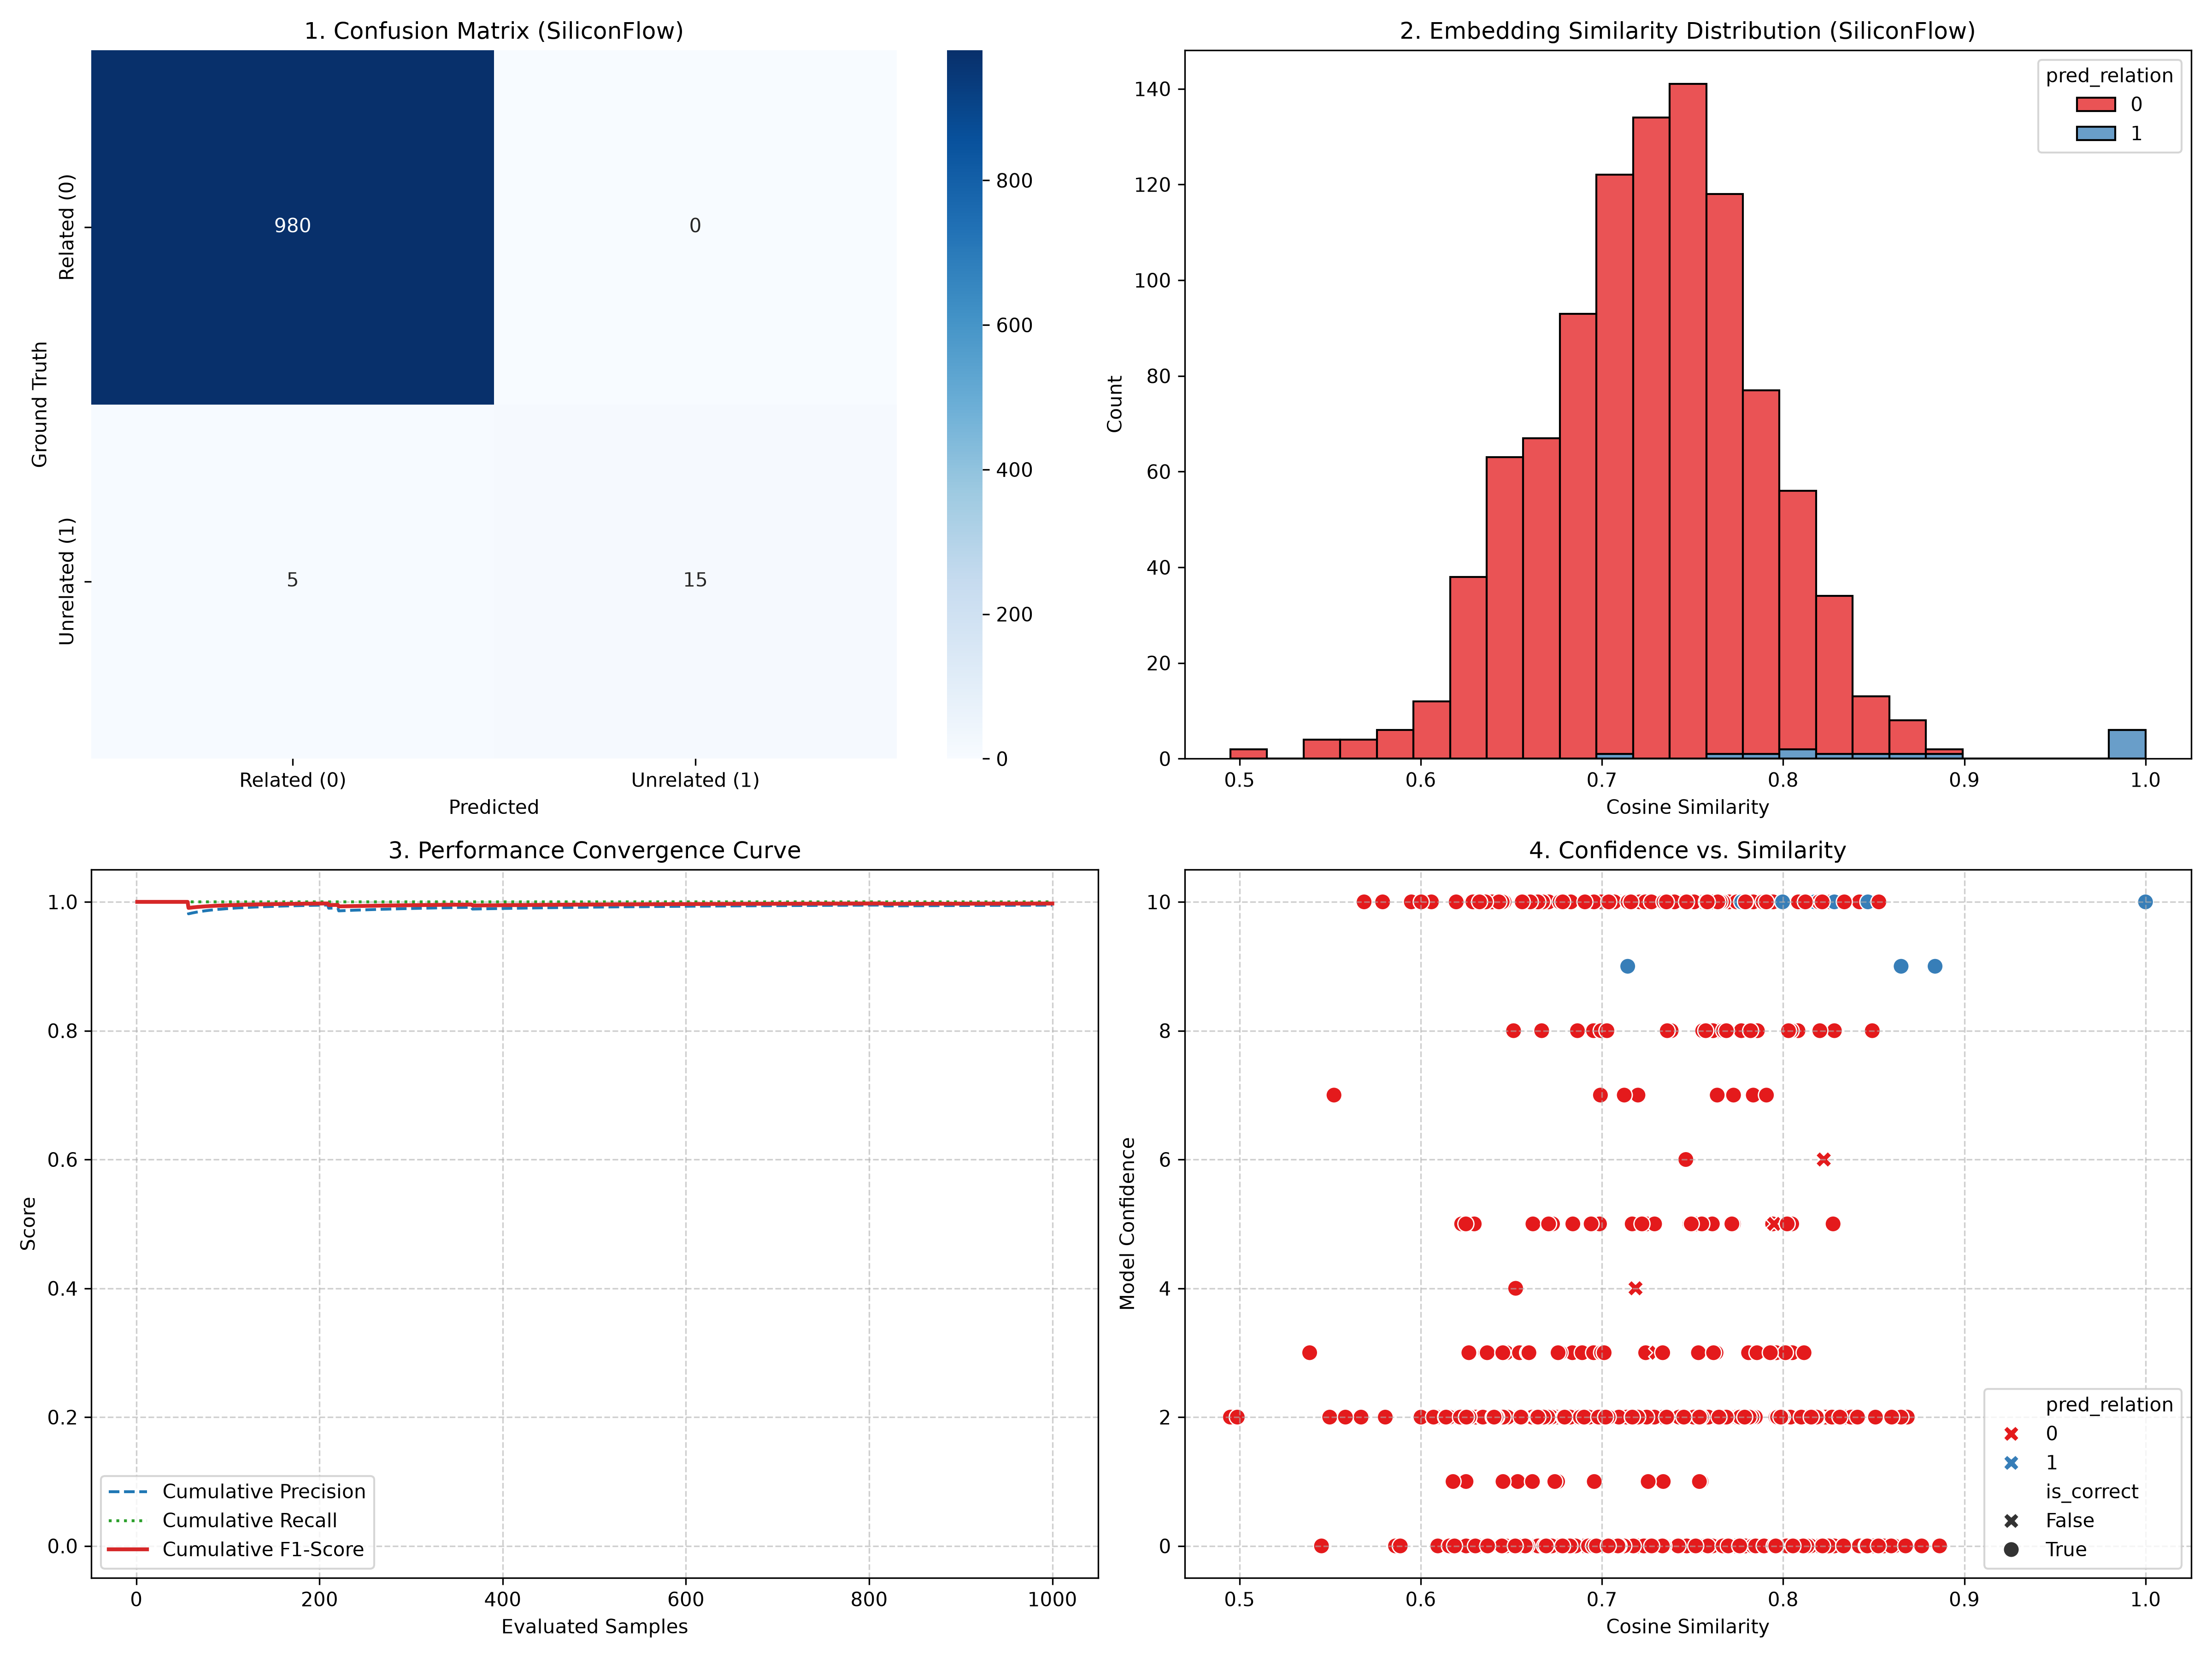 1. Confusion Matrix (SiliconFlow)
Ground Truth
Related (0)
Unrelated (1)
980
0
5
15
Related (0)
Unrelated (1)
Predicted
800
600
400
200
0
2. Embedding Similarity Distribution (SiliconFlow)
pred_relation
0
1
Count
140
120
100
80
60
40
20
0
0.5
0.6
0.7
0.8
0.9
1.0
Cosine Similarity
3. Performance Convergence Curve
Score
1.0
0.8
0.6
0.4
0.2
0.0
Cumulative Precision
Cumulative Recall
Cumulative F1-Score
0
200
400
600
800
1000
Evaluated Samples
4. Confidence vs. Similarity
Model Confidence
10
8
6
4
2
0
pred_relation
0
1
is_correct
False
True
0.5
0.6
0.7
0.8
0.9
1.0
Cosine Similarity